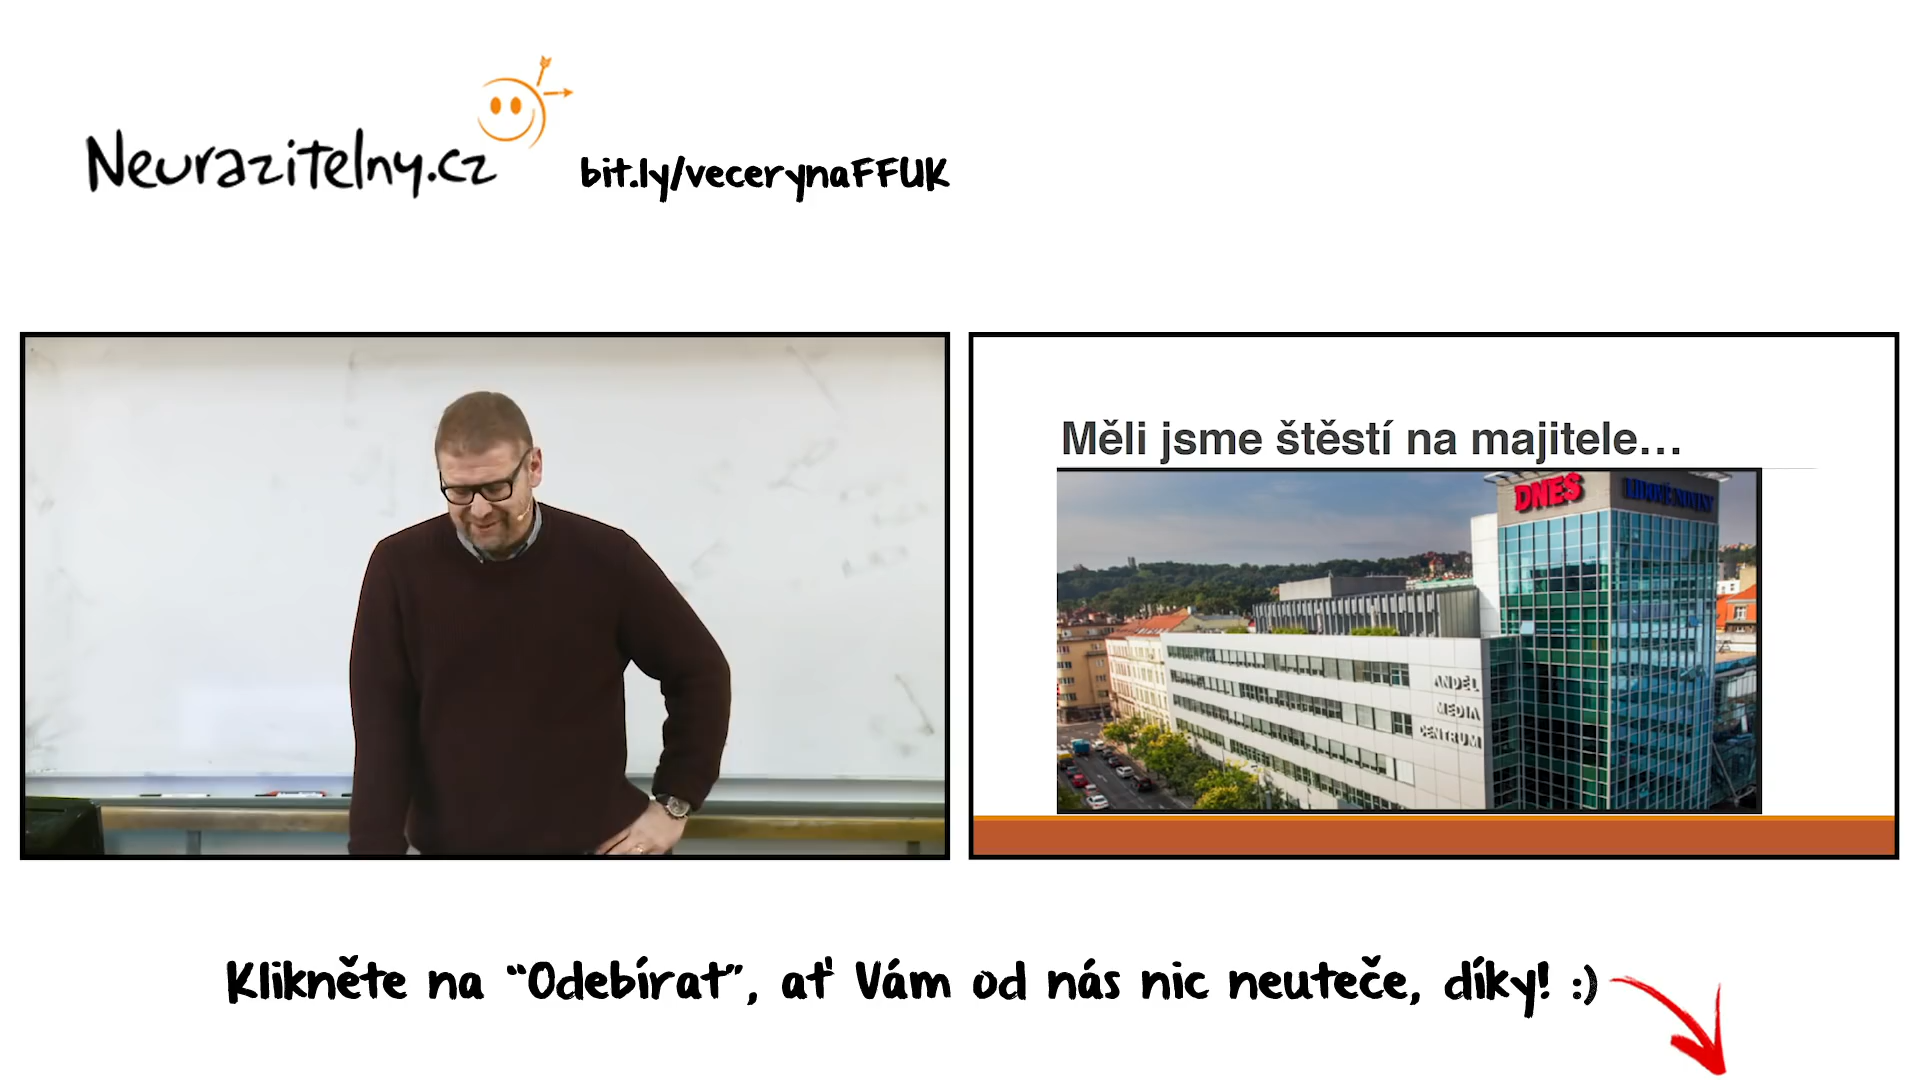 Neurazitelny.cz
bit.ly/vecerynaFFUK
Měli jsme štěstí na majitele...
DNES
LIDOVÉ NOVINY
ANDĚL
MEDIA
CENTRUM
Klikněte na “Odebírat”, ať Vám od nás nic neuteče, díky! :)